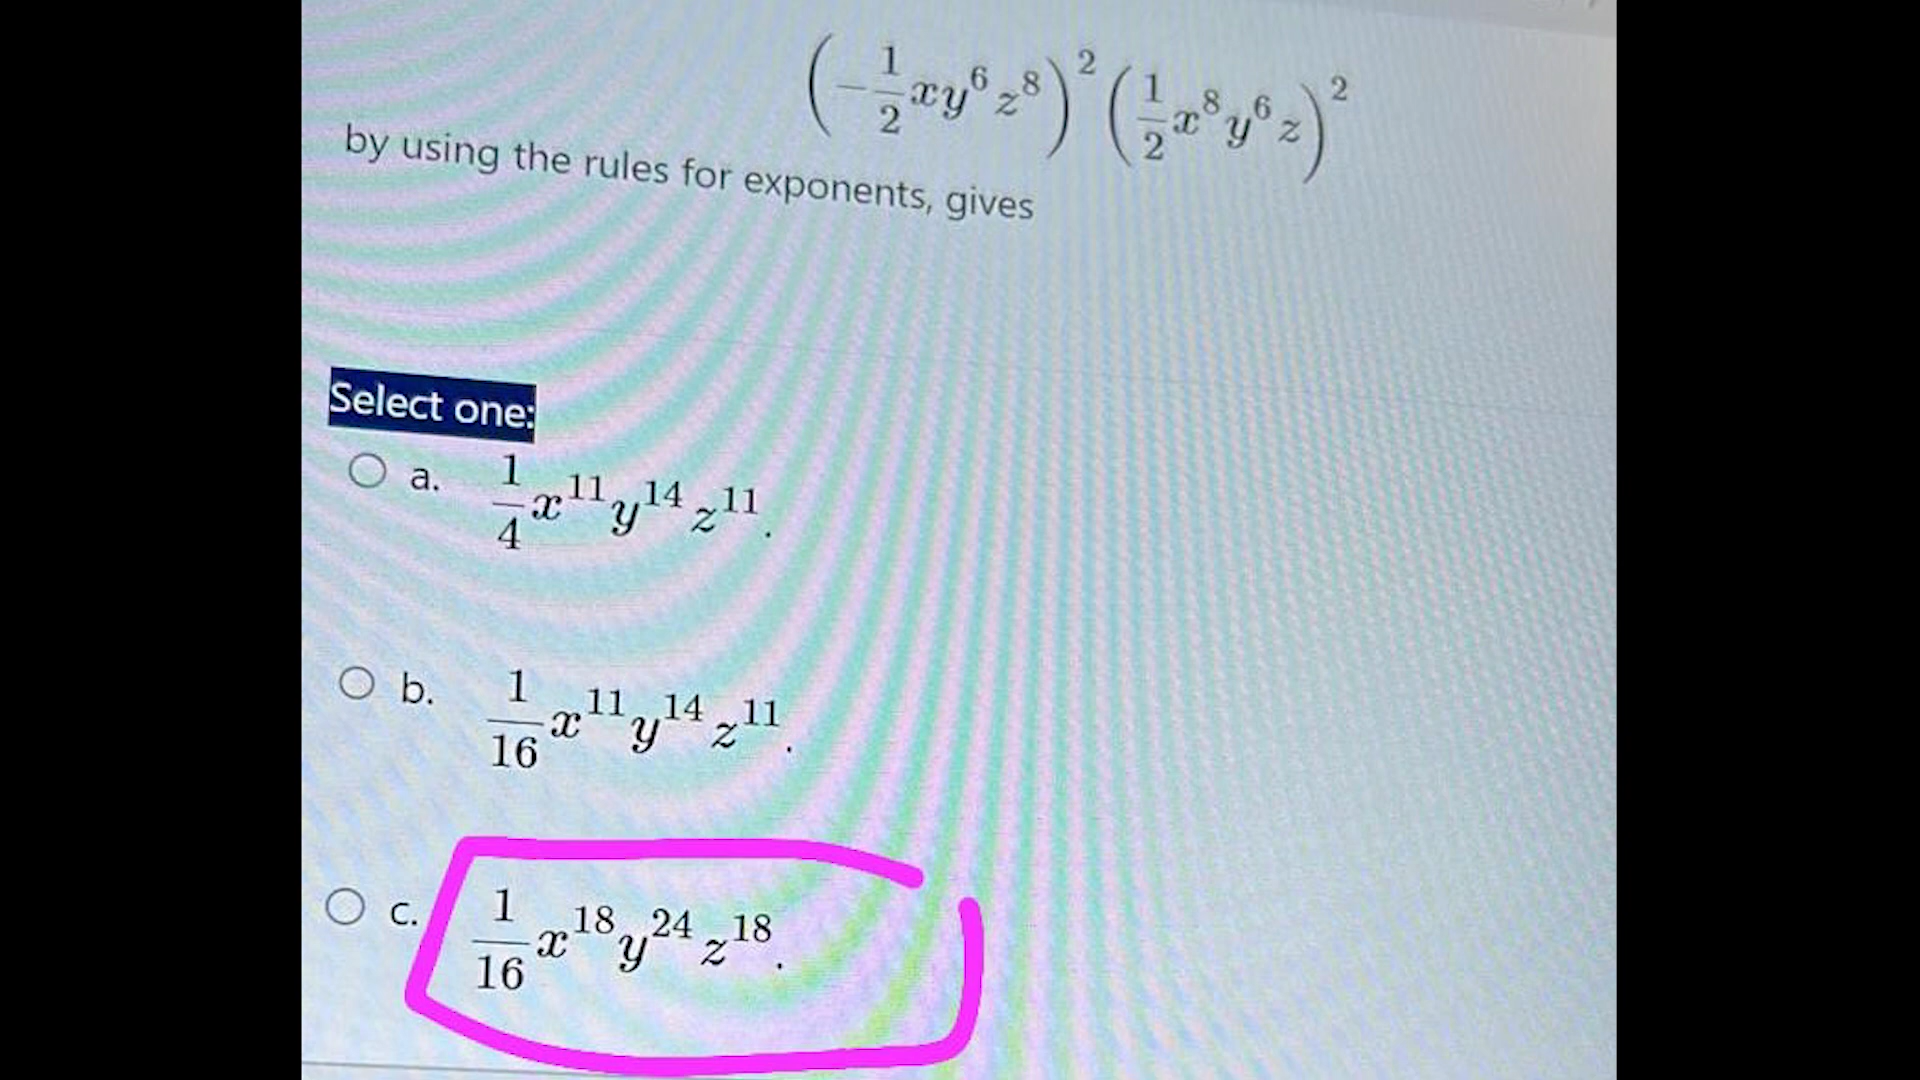 (-1/2 xy^6 z^8)^2 (1/2 x^8 y^6 z)^2
by using the rules for exponents, gives
Select one:
a. 1/4 x^11 y^14 z^11.
b. 1/16 x^11 y^14 z^11.
c. 1/16 x^18 y^24 z^18.